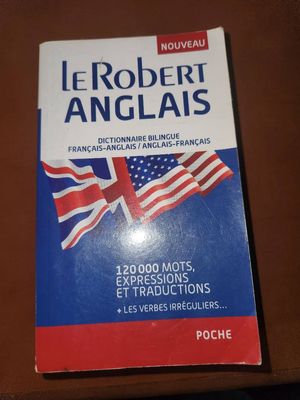 NOUVEAU
LE ROBERT
ANGLAIS
DICTIONNAIRE BILINGUE
FRANÇAIS-ANGLAIS / ANGLAIS-FRANÇAIS
120 000 MOTS,
EXPRESSIONS
ET TRADUCTIONS
+ LES VERBES IRRÉGULIERS...
POCHE